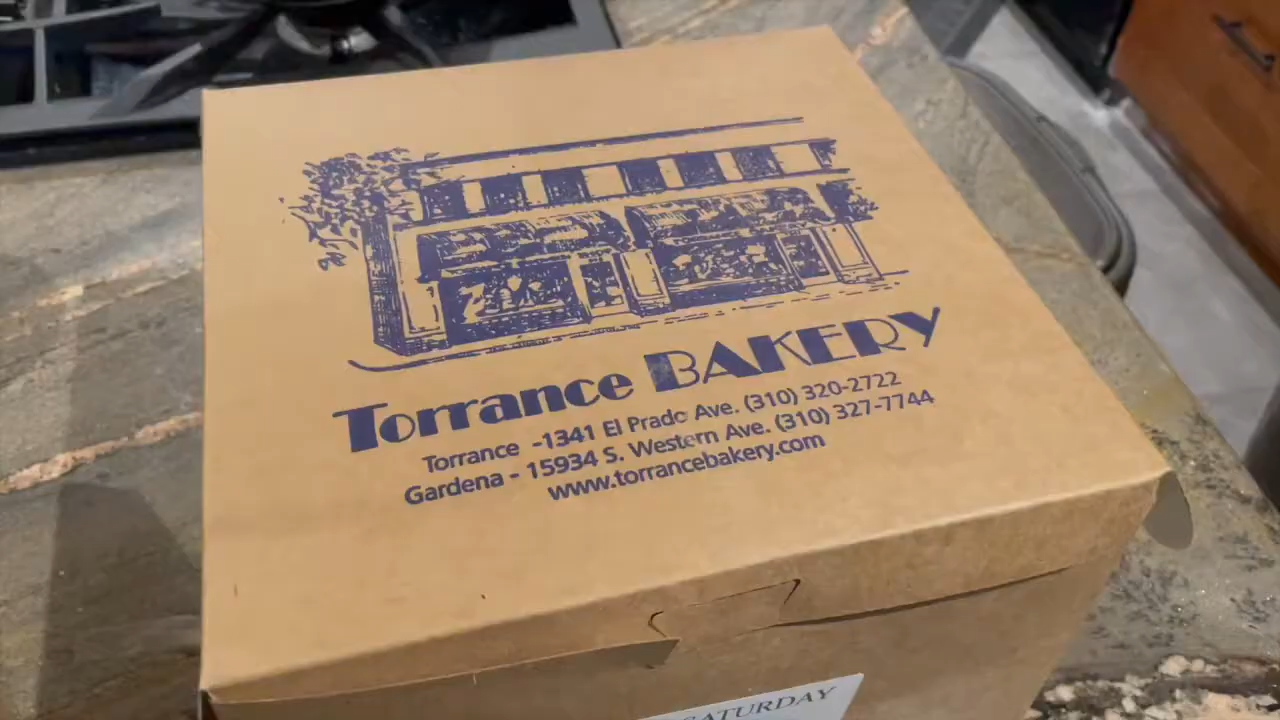 Torrance BAKERY
Torrance -1341 El Prado Ave. (310) 320-2722
Gardena - 15934 S. Western Ave. (310) 327-7744
www.torrancebakery.com
SATURDAY